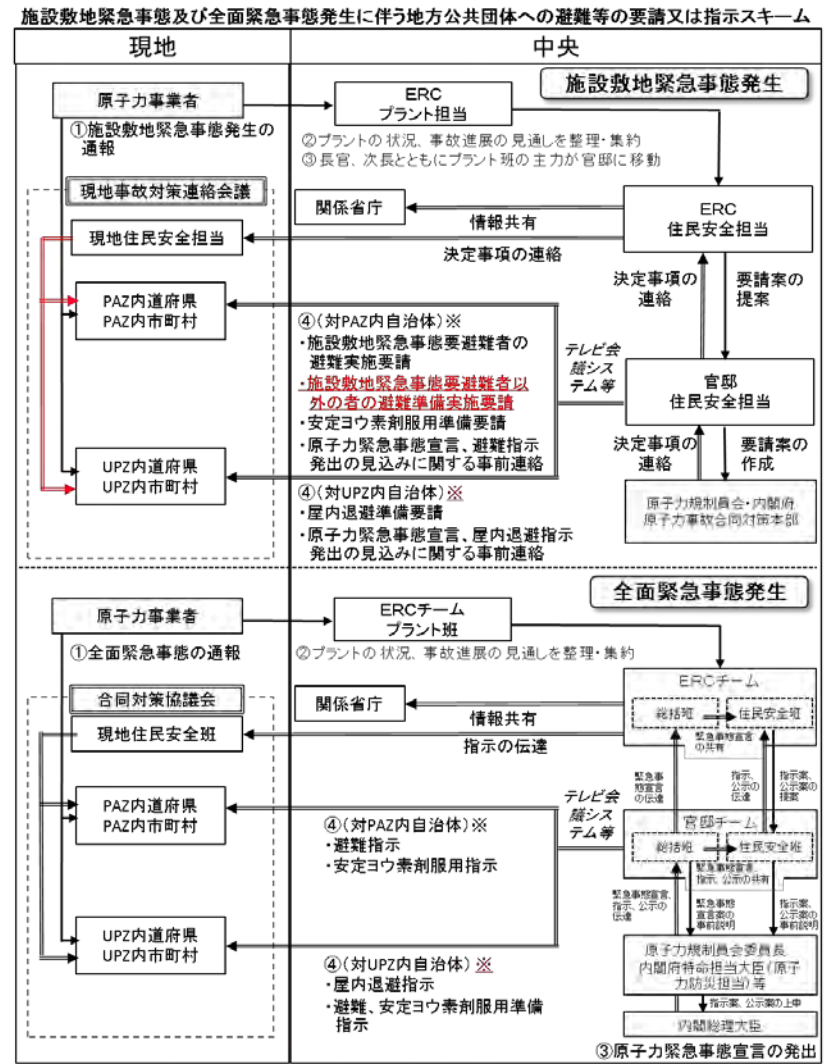 施設敷地緊急事態及び全面緊急事態発生に伴う地方公共団体への避難等の要請又は指示スキーム
現地
中央
施設敷地緊急事態発生
原子力事業者
ERC
プラント担当
①施設敷地緊急事態発生の
通報
②プラントの状況、事故進展の見通しを整理・集約
③長官、次長とともにプラント班の主力が官邸に移動
現地事故対策連絡会議
関係省庁
情報共有
ERC
住民安全担当
現地住民安全担当
決定事項の連絡
決定事項の
連絡
要請案の
提案
PAZ内道府県
PAZ内市町村
④(対PAZ内自治体)※
・施設敷地緊急事態要避難者の
避難実施要請
・施設敷地緊急事態要避難者以
外の者の避難準備実施要請
・安定ヨウ素剤服用準備要請
・原子力緊急事態宣言、避難指示
発出の見込みに関する事前連絡
テレビ会
議シス
テム等
官邸
住民安全担当
決定事項の
連絡
要請案の
作成
UPZ内道府県
UPZ内市町村
④(対UPZ内自治体)※
・屋内退避準備要請
・原子力緊急事態宣言、屋内退避指示
発出の見込みに関する事前連絡
原子力規制員会・内閣府
原子力事故合同対策本部
全面緊急事態発生
原子力事業者
ERCチーム
プラント班
①全面緊急事態の通報
②プラントの状況、事故進展の見通しを整理・集約
合同対策協議会
関係省庁
情報共有
ERCチーム
総括班
住民安全班
緊急事態宣言
の共有
現地住民安全班
指示の伝達
緊急事
態宣言
の伝達
指示、
公示の
伝達
指示案、
公示案の
提案
PAZ内道府県
PAZ内市町村
④(対PAZ内自治体)※
・避難指示
・安定ヨウ素剤服用指示
テレビ会
議シス
テム等
官邸チーム
総括班
住民安全班
緊急事態宣言、
指示、公示の共有
緊急事態宣言、
指示、公示の
伝達
緊急事態
宣言案の
事前説明
指示案、
公示案の
事前説明
UPZ内道府県
UPZ内市町村
④(対UPZ内自治体)※
・屋内退避指示
・避難、安定ヨウ素剤服用準備
指示
原子力規制員会委員長
内閣府特命担当大臣(原子
力防災担当)等
指示案、公示案の上申
内閣総理大臣
③原子力緊急事態宣言の発出